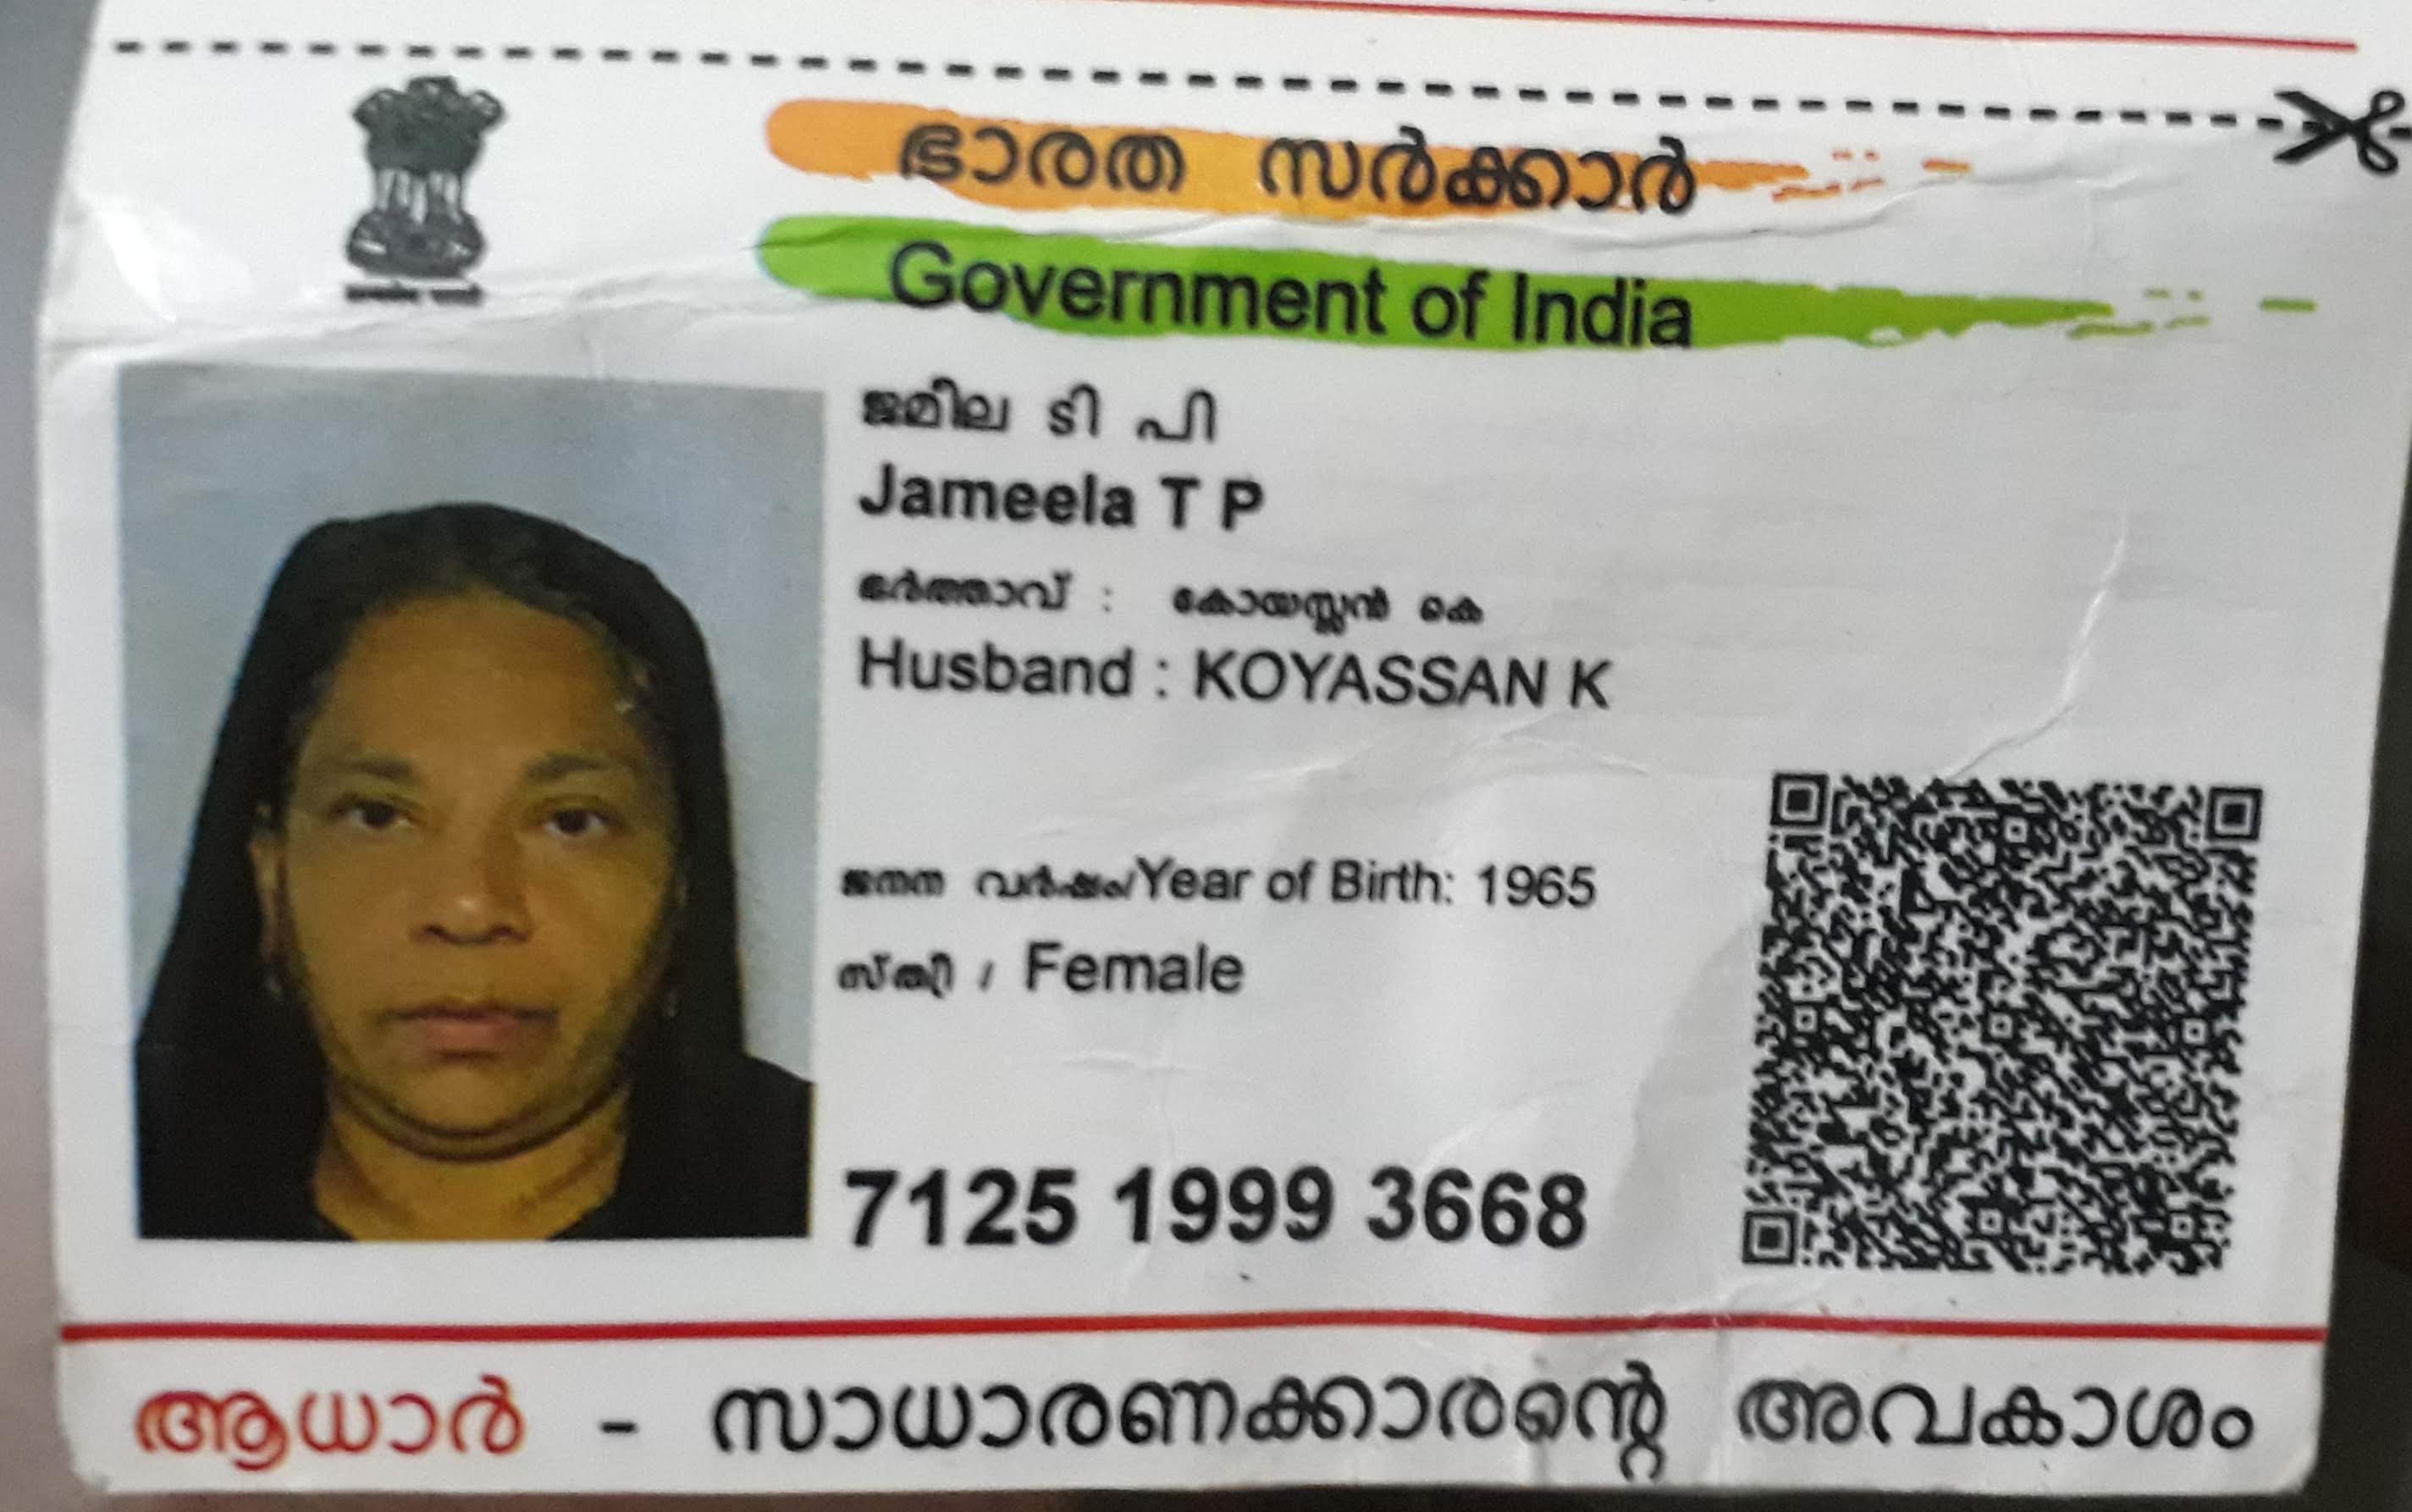 ഭാരത സർക്കാർ
Government of India
ജമീല ടി പി
Jameela T P
ഭർത്താവ് : കോയസ്സൻ കെ
Husband : KOYASSAN K
ജനന വർഷം/Year of Birth: 1965
സ്ത്രീ / Female
7125 1999 3668
ആധാർ - സാധാരണക്കാരന്റെ അവകാശം